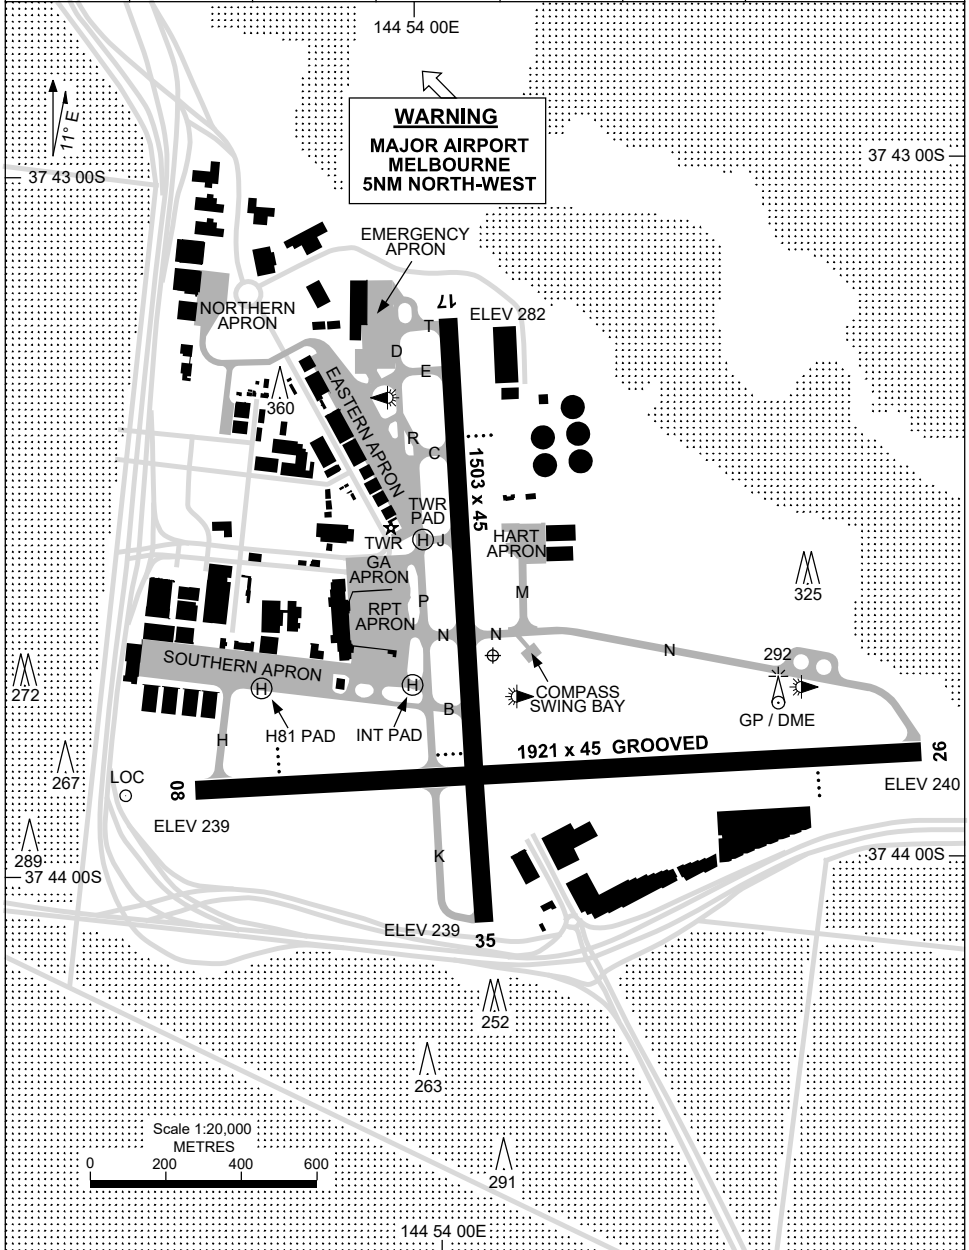 144 54 00E
11° E
WARNING
MAJOR AIRPORT
MELBOURNE
5NM NORTH-WEST
37 43 00S
37 43 00S
EMERGENCY
APRON
NORTHERN
APRON
17
ELEV 282
T
D
E
360
EASTERN APRON
R
C
1503 x 45
TWR
PAD
TWR
H
J
HART
APRON
GA
APRON
P
RPT
APRON
M
325
N
N
N
292
SOUTHERN APRON
272
H
H
COMPASS
SWING BAY
GP / DME
B
H
H81 PAD
INT PAD
1921 x 45 GROOVED
26
267
LOC
08
ELEV 240
ELEV 239
289
K
37 44 00S
37 44 00S
ELEV 239
35
252
263
Scale 1:20,000
METRES
0
200
400
600
291
144 54 00E